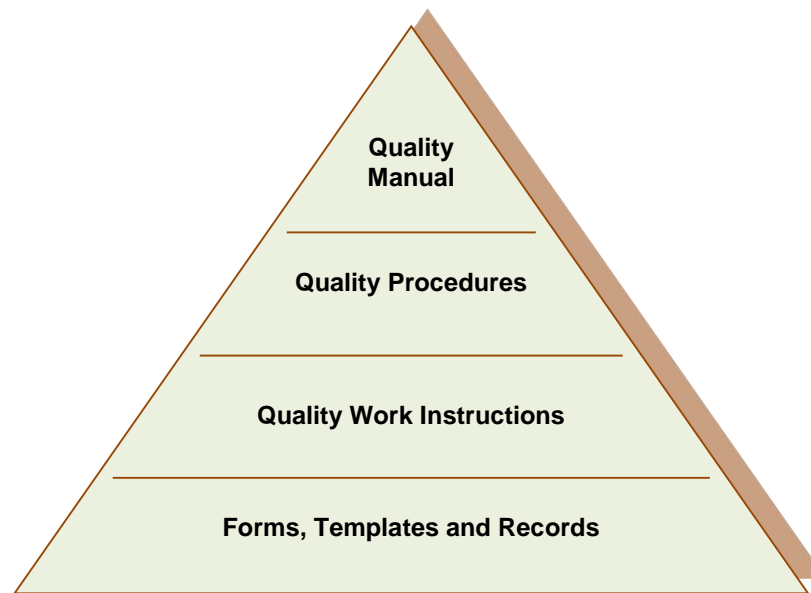 Quality
Manual
Quality Procedures
Quality Work Instructions
Forms, Templates and Records